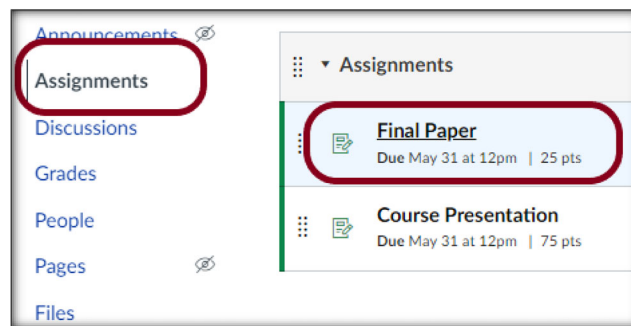 Announcements
Assignments
Discussions
Grades
People
Pages
Files
Assignments
Final Paper
Due May 31 at 12pm | 25 pts
Course Presentation
Due May 31 at 12pm | 75 pts